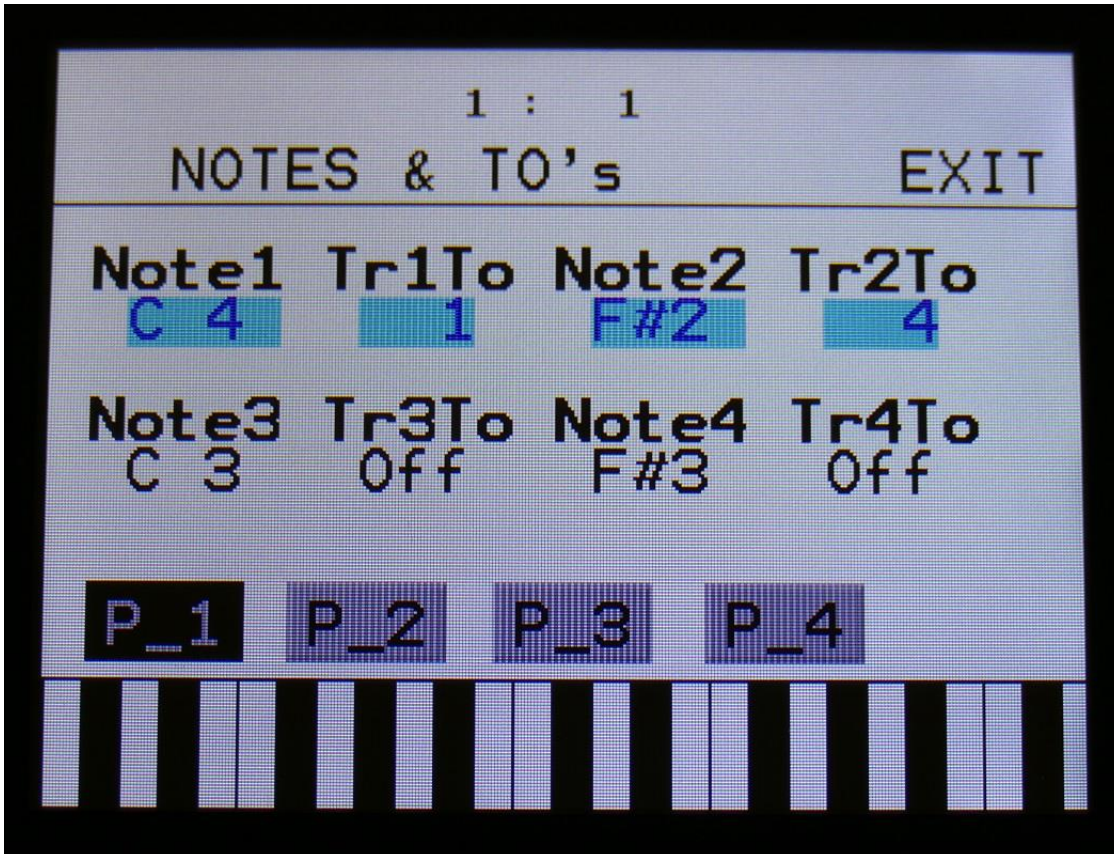 1 : 1
NOTES & TO's EXIT
Note1 Tr1To Note2 Tr2To
C 4 1 F#2 4
Note3 Tr3To Note4 Tr4To
C 3 Off F#3 Off
P_1 P_2 P_3 P_4